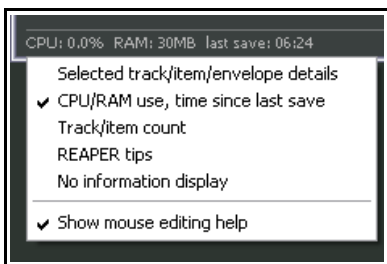 CPU: 0.0% RAM: 30MB last save: 06:24
Selected track/item/envelope details
CPU/RAM use, time since last save
Track/item count
REAPER tips
No information display
Show mouse editing help